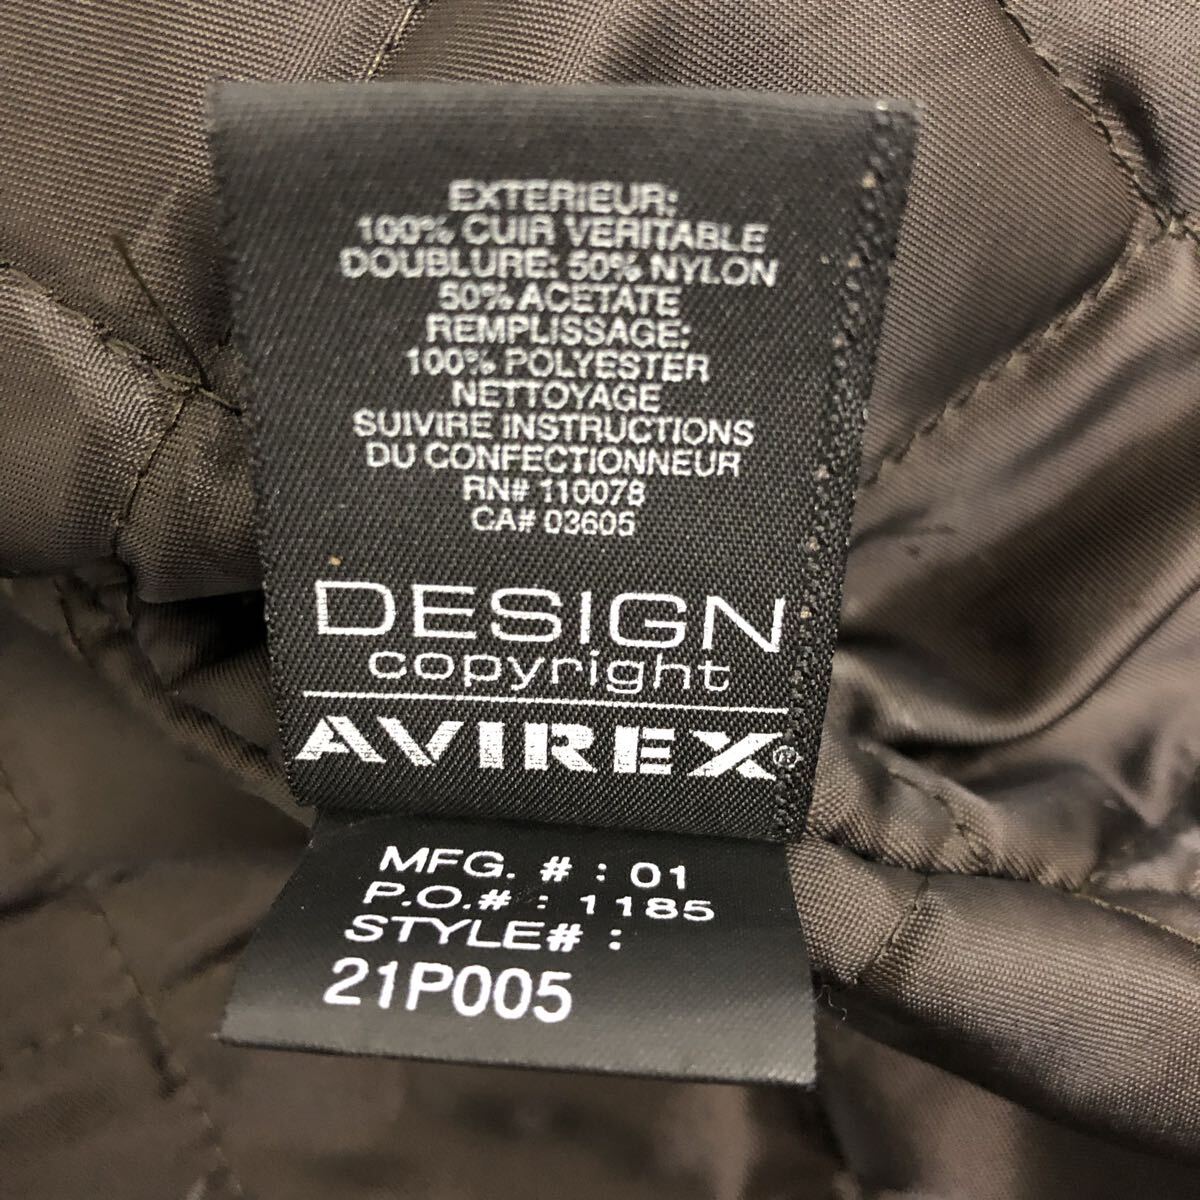 EXTERIEUR:
100% CUIR VERITABLE
DOUBLURE: 50% NYLON
50% ACETATE
REMPLISSAGE:
100% POLYESTER
NETTOYAGE
SUIVIRE INSTRUCTIONS
DU CONFECTIONNEUR
RN# 110078
CA# 03605
DESIGN
copyright
AVIREX®
MFG. # : 01
P.O.# : 1185
STYLE# :
21P005